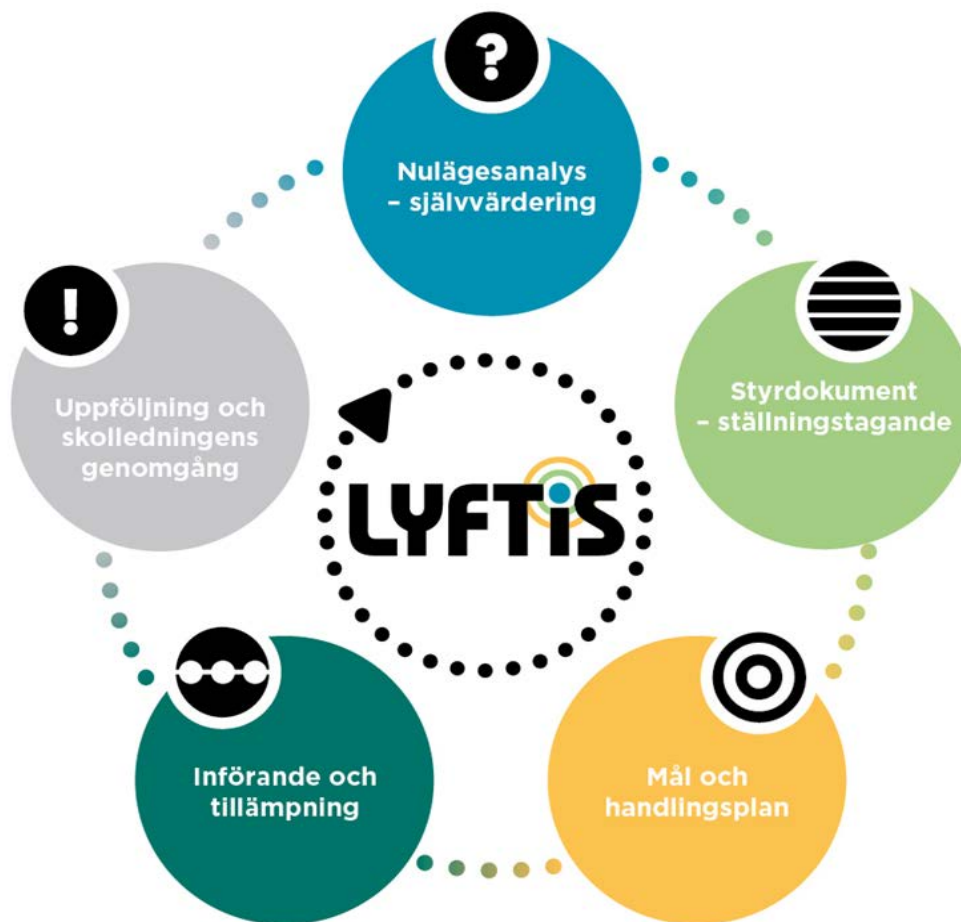 ?
Nulägesanalys
– självvärdering
Styrdokument
– ställningstagande
Mål och
handlingsplan
Införande och
tillämpning
!
Uppföljning och
skolledningens
genomgång
LYFTiS